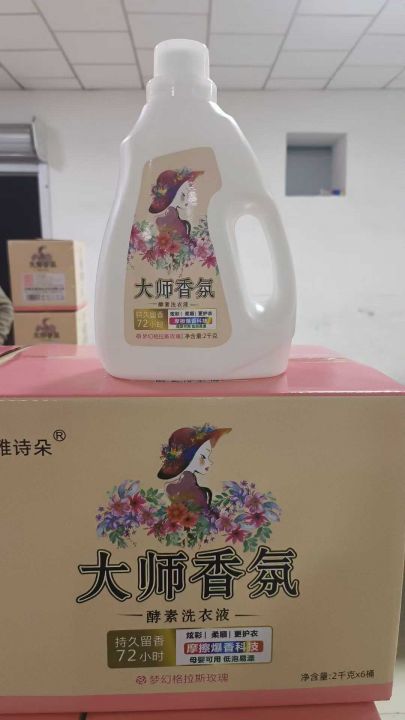 大师香氛
酵素洗衣液
持久留香
72小时
炫彩 | 柔顺 | 更护衣
摩擦爆香科技
母婴可用 低泡易漂
梦幻格拉斯玫瑰
净含量:2千克
雅诗朵®
大师香氛
酵素洗衣液
持久留香
72小时
炫彩 | 柔顺 | 更护衣
摩擦爆香科技
母婴可用 低泡易漂
梦幻格拉斯玫瑰
净含量:2千克x6桶
大师香氛